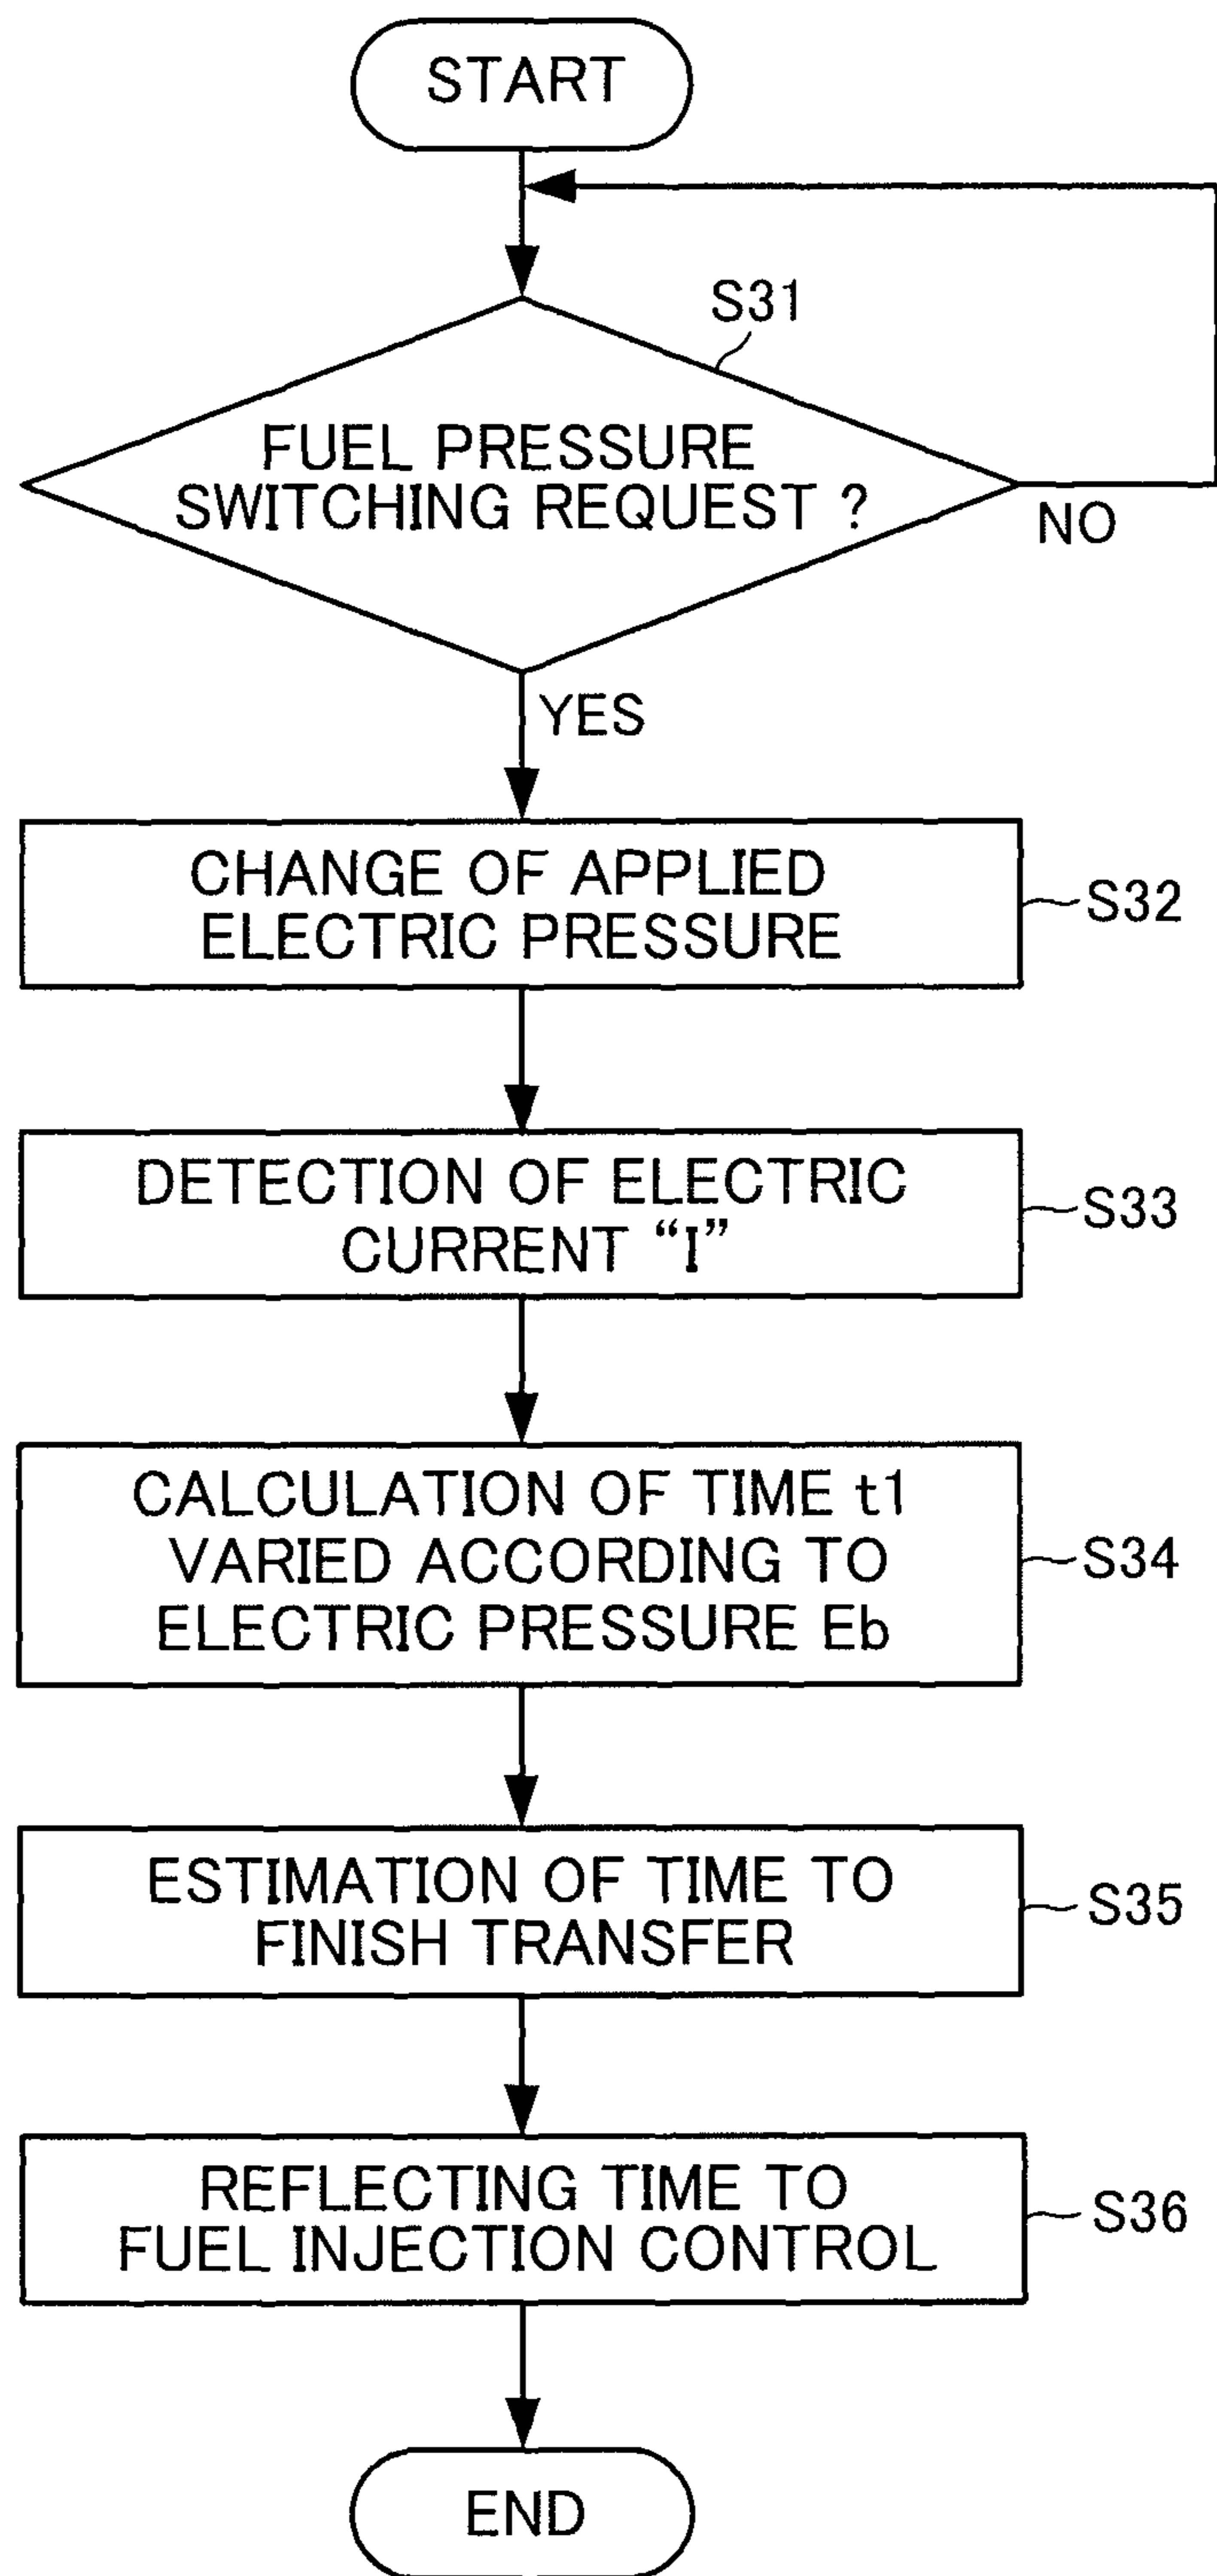 START
S31
FUEL PRESSURE
SWITCHING REQUEST ?
NO
YES
CHANGE OF APPLIED
ELECTRIC PRESSURE
S32
DETECTION OF ELECTRIC
CURRENT “I”
S33
CALCULATION OF TIME t1
VARIED ACCORDING TO
ELECTRIC PRESSURE Eb
S34
ESTIMATION OF TIME TO
FINISH TRANSFER
S35
REFLECTING TIME TO
FUEL INJECTION CONTROL
S36
END